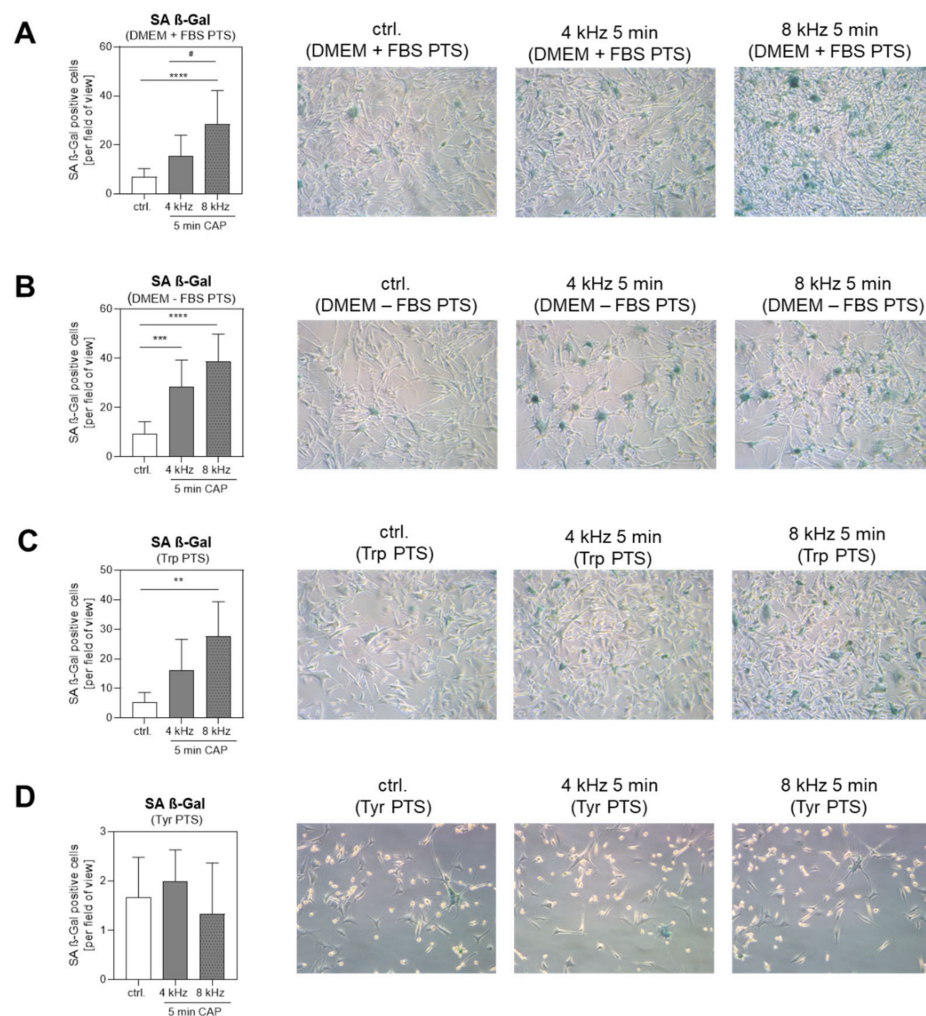 A
SA ß-Gal
(DMEM + FBS PTS)
SA ß-Gal positive cells
[per field of view]
60
40
20
0
#
****
ctrl.
4 kHz
8 kHz
5 min CAP
ctrl.
(DMEM + FBS PTS)
4 kHz 5 min
(DMEM + FBS PTS)
8 kHz 5 min
(DMEM + FBS PTS)
B
SA ß-Gal
(DMEM - FBS PTS)
SA ß-Gal positive cells
[per field of view]
60
40
20
0
****
***
ctrl.
4 kHz
8 kHz
5 min CAP
ctrl.
(DMEM – FBS PTS)
4 kHz 5 min
(DMEM – FBS PTS)
8 kHz 5 min
(DMEM – FBS PTS)
C
SA ß-Gal
(Trp PTS)
SA ß-Gal positive cells
[per field of view]
50
40
30
20
10
0
**
ctrl.
4 kHz
8 kHz
5 min CAP
ctrl.
(Trp PTS)
4 kHz 5 min
(Trp PTS)
8 kHz 5 min
(Trp PTS)
D
SA ß-Gal
(Tyr PTS)
SA ß-Gal positive cells
[per field of view]
3
2
1
0
ctrl.
4 kHz
8 kHz
5 min CAP
ctrl.
(Tyr PTS)
4 kHz 5 min
(Tyr PTS)
8 kHz 5 min
(Tyr PTS)